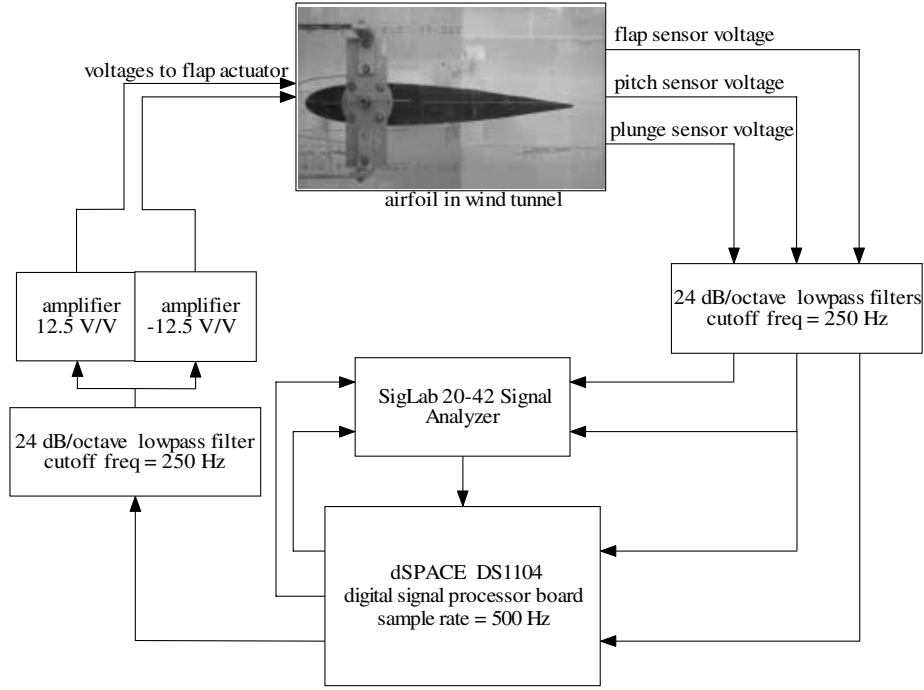 flap sensor voltage
voltages to flap actuator
pitch sensor voltage
plunge sensor voltage
airfoil in wind tunnel
amplifier
12.5 V/V
amplifier
-12.5 V/V
24 dB/octave lowpass filters
cutoff freq = 250 Hz
SigLab 20-42 Signal
Analyzer
24 dB/octave lowpass filter
cutoff freq = 250 Hz
dSPACE DS1104
digital signal processor board
sample rate = 500 Hz